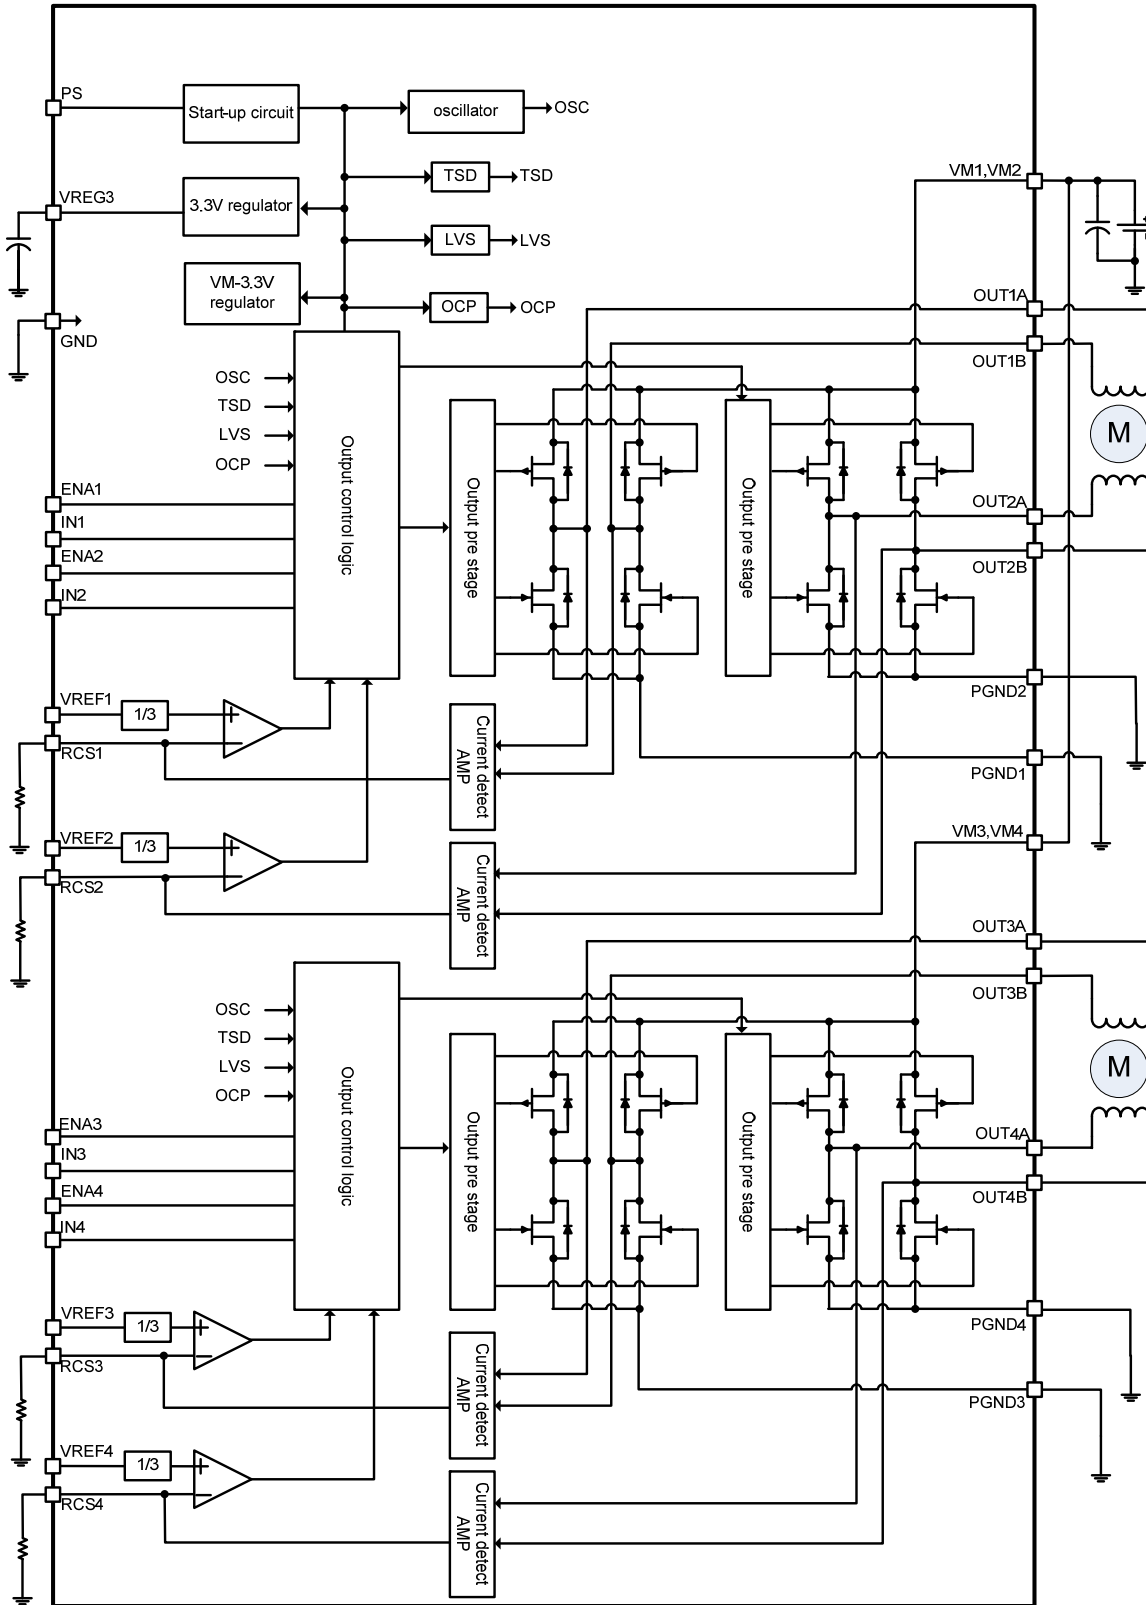 PS
Start-up circuit
oscillator
OSC
VM1,VM2
TSD
TSD
VREG3
3.3V regulator
LVS
LVS
VM-3.3V
regulator
OCP
OCP
OUT1A
GND
OUT1B
OSC
TSD
LVS
OCP
Output control logic
Output pre stage
Output pre stage
M
ENA1
IN1
ENA2
IN2
OUT2A
OUT2B
VREF1
1/3
+
−
RCS1
Current detect
AMP
PGND2
PGND1
VREF2
1/3
+
−
RCS2
Current detect
AMP
VM3,VM4
OUT3A
OUT3B
OSC
TSD
LVS
OCP
Output control logic
Output pre stage
Output pre stage
M
ENA3
IN3
ENA4
IN4
OUT4A
OUT4B
VREF3
1/3
+
−
RCS3
Current detect
AMP
PGND4
PGND3
VREF4
1/3
+
−
RCS4
Current detect
AMP